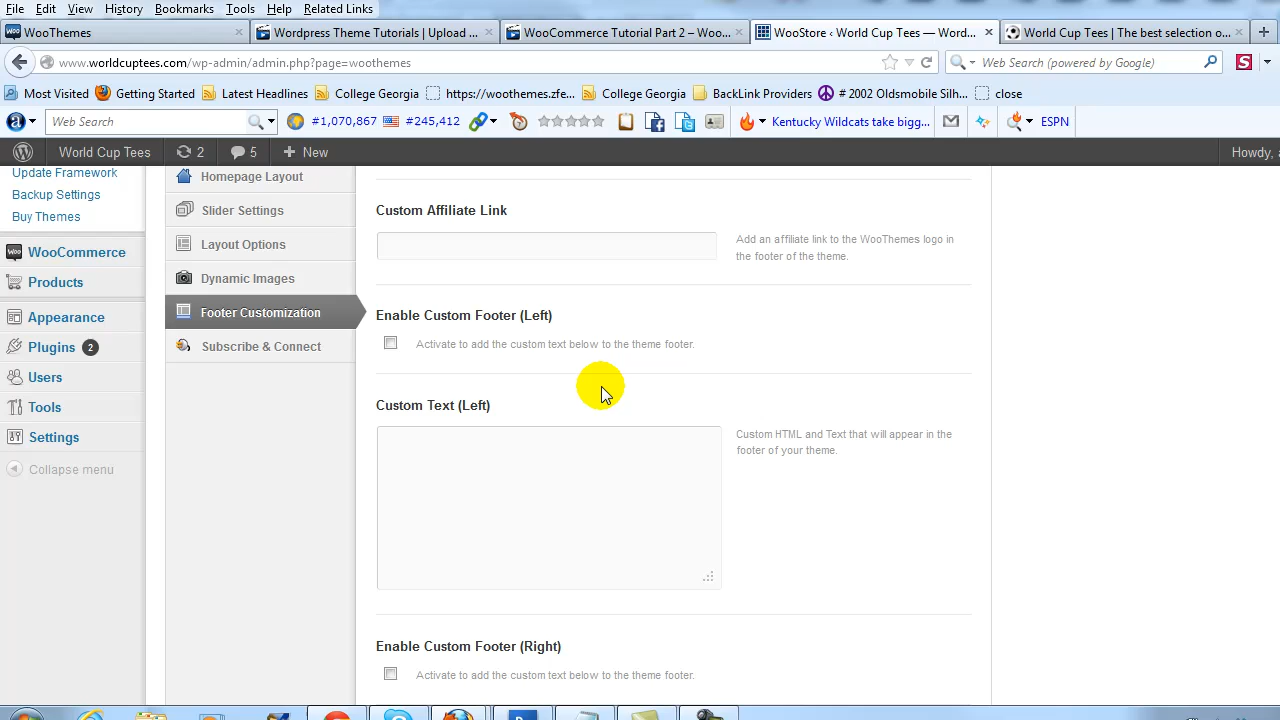 File Edit View History Bookmarks Tools Help Related Links
WooThemes
Wordpress Theme Tutorials | Upload ...
WooCommerce Tutorial Part 2 – Woo...
WooStore ‹ World Cup Tees — Word...
World Cup Tees | The best selection o...
www.worldcuptees.com/wp-admin/admin.php?page=woothemes
Web Search (powered by Google)
Most Visited Getting Started Latest Headlines College Georgia https://woothemes.zfe... College Georgia BackLink Providers # 2002 Oldsmobile Silh... close
a Web Search #1,070,867 #245,412 Kentucky Wildcats take bigg... ESPN
World Cup Tees 2 5 + New Howdy,
Update Framework
Backup Settings
Buy Themes
WooCommerce
Products
Appearance
Plugins 2
Users
Tools
Settings
Collapse menu
Homepage Layout
Slider Settings
Layout Options
Dynamic Images
Footer Customization
Subscribe & Connect
Custom Affiliate Link
Add an affiliate link to the WooThemes logo in
the footer of the theme.
Enable Custom Footer (Left)
Activate to add the custom text below to the theme footer.
Custom Text (Left)
Custom HTML and Text that will appear in the
footer of your theme.
Enable Custom Footer (Right)
Activate to add the custom text below to the theme footer.